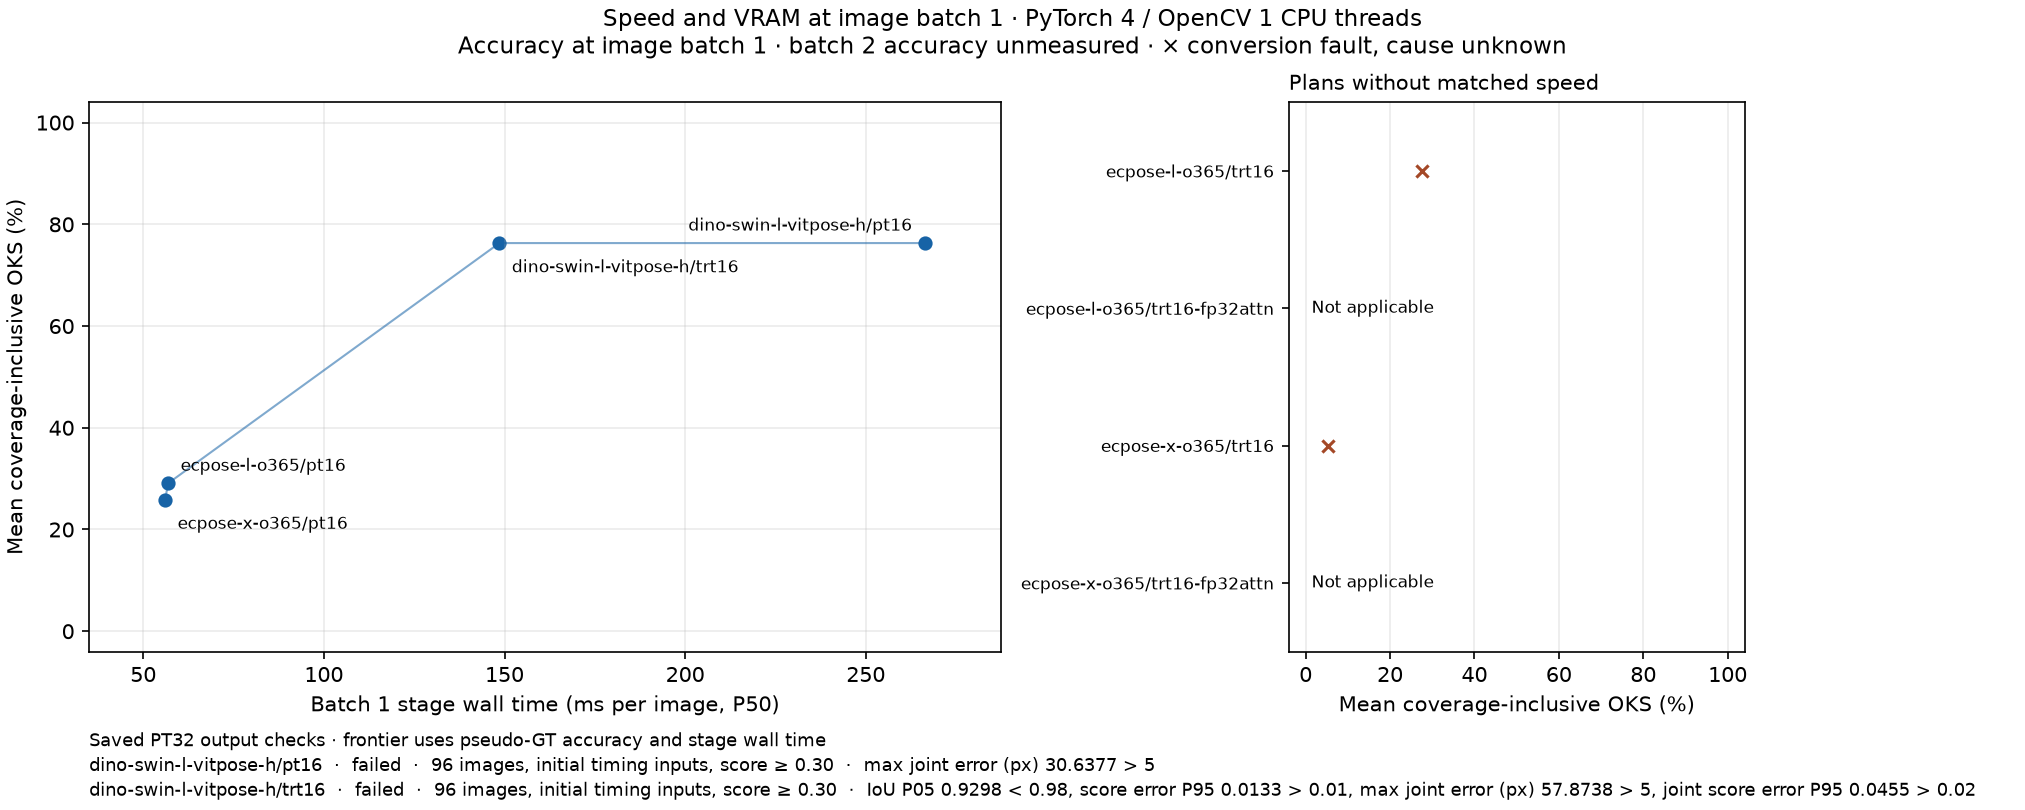 Speed and VRAM at image batch 1 · PyTorch 4 / OpenCV 1 CPU threads
Accuracy at image batch 1 · batch 2 accuracy unmeasured · × conversion fault, cause unknown
Mean coverage-inclusive OKS (%)
100
80
60
40
20
0
dino-swin-l-vitpose-h/pt16
dino-swin-l-vitpose-h/trt16
ecpose-l-o365/pt16
ecpose-x-o365/pt16
50
100
150
200
250
Batch 1 stage wall time (ms per image, P50)
Plans without matched speed
ecpose-l-o365/trt16
ecpose-l-o365/trt16-fp32attn
Not applicable
ecpose-x-o365/trt16
ecpose-x-o365/trt16-fp32attn
Not applicable
0
20
40
60
80
100
Mean coverage-inclusive OKS (%)
Saved PT32 output checks · frontier uses pseudo-GT accuracy and stage wall time
dino-swin-l-vitpose-h/pt16 · failed · 96 images, initial timing inputs, score ≥ 0.30 · max joint error (px) 30.6377 > 5
dino-swin-l-vitpose-h/trt16 · failed · 96 images, initial timing inputs, score ≥ 0.30 · IoU P05 0.9298 < 0.98, score error P95 0.0133 > 0.01, max joint error (px) 57.8738 > 5, joint score error P95 0.0455 > 0.02